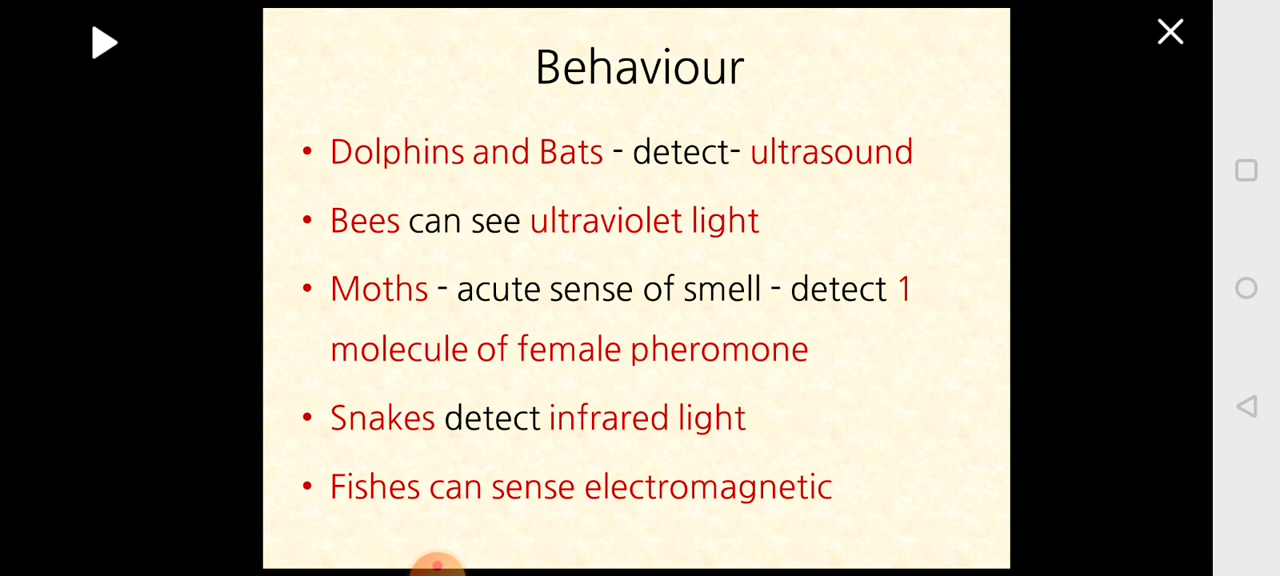 Behaviour
• Dolphins and Bats - detect- ultrasound
• Bees can see ultraviolet light
• Moths - acute sense of smell - detect 1
molecule of female pheromone
• Snakes detect infrared light
• Fishes can sense electromagnetic